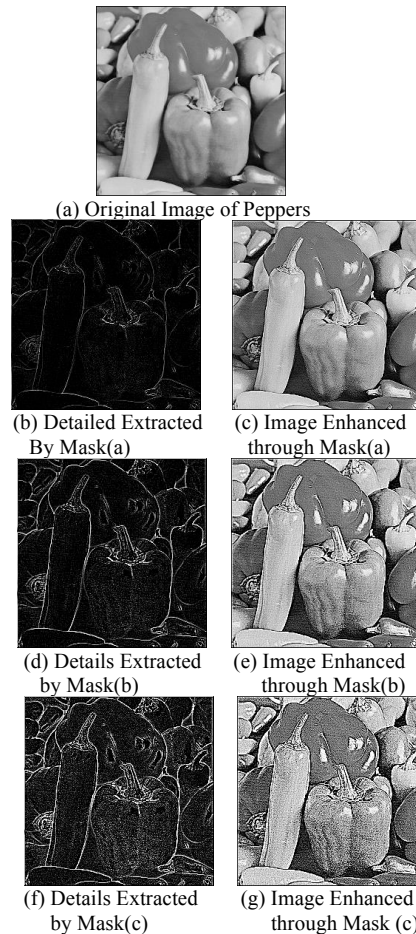 (a) Original Image of Peppers
(b) Detailed Extracted
By Mask(a)
(c) Image Enhanced
through Mask(a)
(d) Details Extracted
by Mask(b)
(e) Image Enhanced
through Mask(b)
(f) Details Extracted
by Mask(c)
(g) Image Enhanced
through Mask (c)